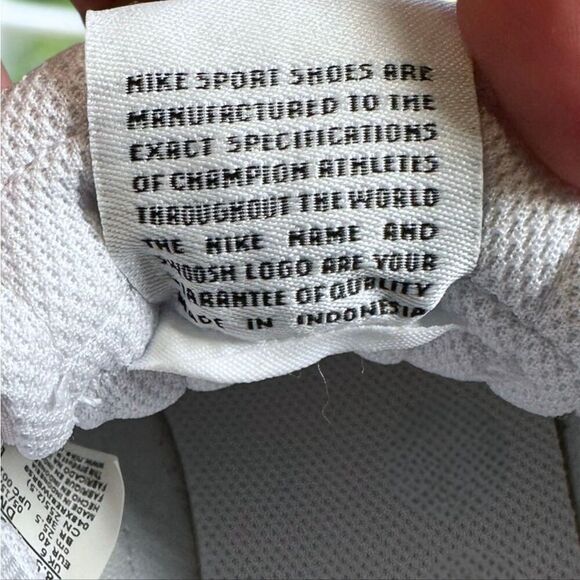 NIKE SPORT SHOES ARE
MANUFACTURED TO THE
EXACT SPECIFICATIONS
OF CHAMPION ATHLETES
THROUGHOUT THE WORLD
THE NIKE NAME AND
SWOOSH LOGO ARE YOUR
GUARANTEE OF QUALITY
MADE IN INDONESIA